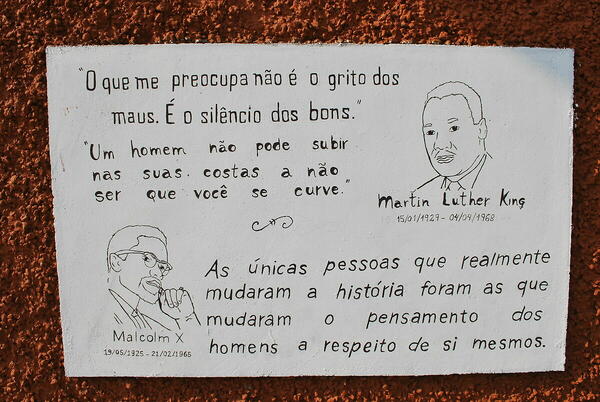 "O que me preocupa não é o grito dos
maus. É o silêncio dos bons."
"Um homem não pode subir
nas suas costas a não
ser que você se curve."
Martin Luther King
15/01/1929 - 04/04/1968
As únicas pessoas que realmente
mudaram a história foram as que
mudaram o pensamento dos
homens a respeito de si mesmos.
Malcolm X
19/05/1925 - 21/02/1965